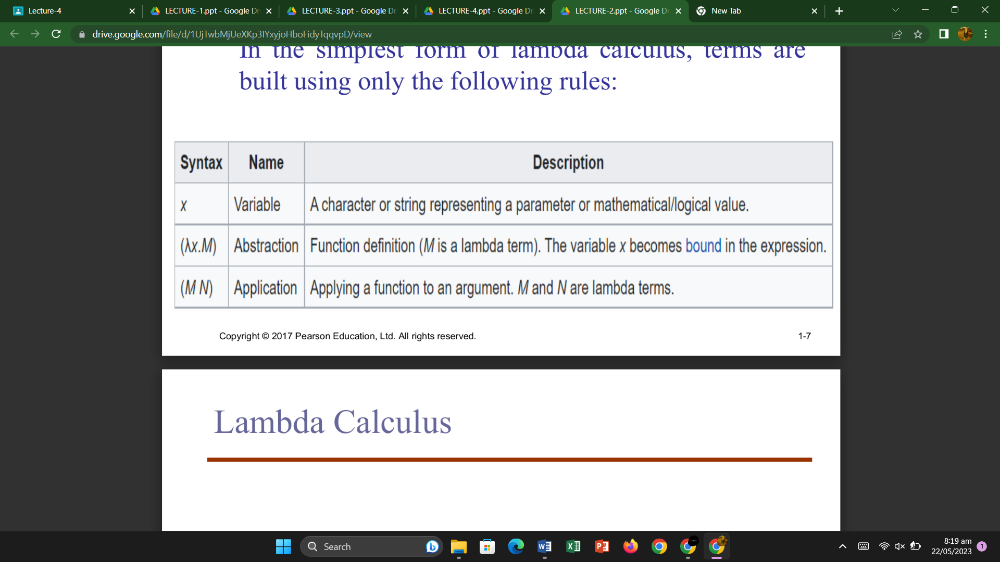 Lecture-4
LECTURE-1.ppt - Google Dr
LECTURE-3.ppt - Google Dr
LECTURE-4.ppt - Google Dri
LECTURE-2.ppt - Google Dr
New Tab
drive.google.com/file/d/1UjTwbMjUeXKp3IYxyjoHboFidyTqqvpD/view
In the simplest form of lambda calculus, terms are
built using only the following rules:
Syntax Name Description
x Variable A character or string representing a parameter or mathematical/logical value.
(λx.M) Abstraction Function definition (M is a lambda term). The variable x becomes bound in the expression.
(M N) Application Applying a function to an argument. M and N are lambda terms.
Copyright © 2017 Pearson Education, Ltd. All rights reserved. 1-7
Lambda Calculus
Search
8:19 am
22/05/2023
1